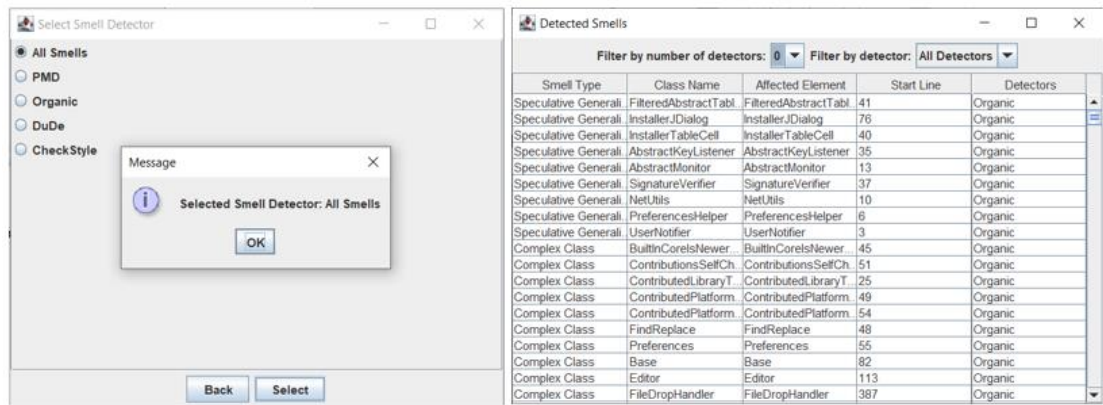 Select Smell Detector
All Smells
PMD
Organic
DuDe
CheckStyle
Message
Selected Smell Detector: All Smells
OK
Back Select
Detected Smells
Filter by number of detectors: 0 Filter by detector: All Detectors
Smell Type Class Name Affected Element Start Line Detectors
Speculative Generali.. FilteredAbstractTabl.. FilteredAbstractTabl.. 41 Organic
Speculative Generali.. InstallerJDialog InstallerJDialog 76 Organic
Speculative Generali.. InstallerTableCell InstallerTableCell 40 Organic
Speculative Generali.. AbstractKeyListener AbstractKeyListener 35 Organic
Speculative Generali.. AbstractMonitor AbstractMonitor 13 Organic
Speculative Generali.. SignatureVerifier SignatureVerifier 37 Organic
Speculative Generali.. NetUtils NetUtils 10 Organic
Speculative Generali.. PreferencesHelper PreferencesHelper 6 Organic
Speculative Generali.. UserNotifier UserNotifier 3 Organic
Complex Class BuiltInCoreIsNewer... BuiltInCoreIsNewer... 45 Organic
Complex Class ContributionsSelfCh.. ContributionsSelfCh.. 51 Organic
Complex Class ContributedLibraryT... ContributedLibraryT... 25 Organic
Complex Class ContributedPlatform.. ContributedPlatform.. 49 Organic
Complex Class ContributedPlatform.. ContributedPlatform.. 54 Organic
Complex Class FindReplace FindReplace 48 Organic
Complex Class Preferences Preferences 55 Organic
Complex Class Base Base 82 Organic
Complex Class Editor Editor 113 Organic
Complex Class FileDropHandler FileDropHandler 387 Organic